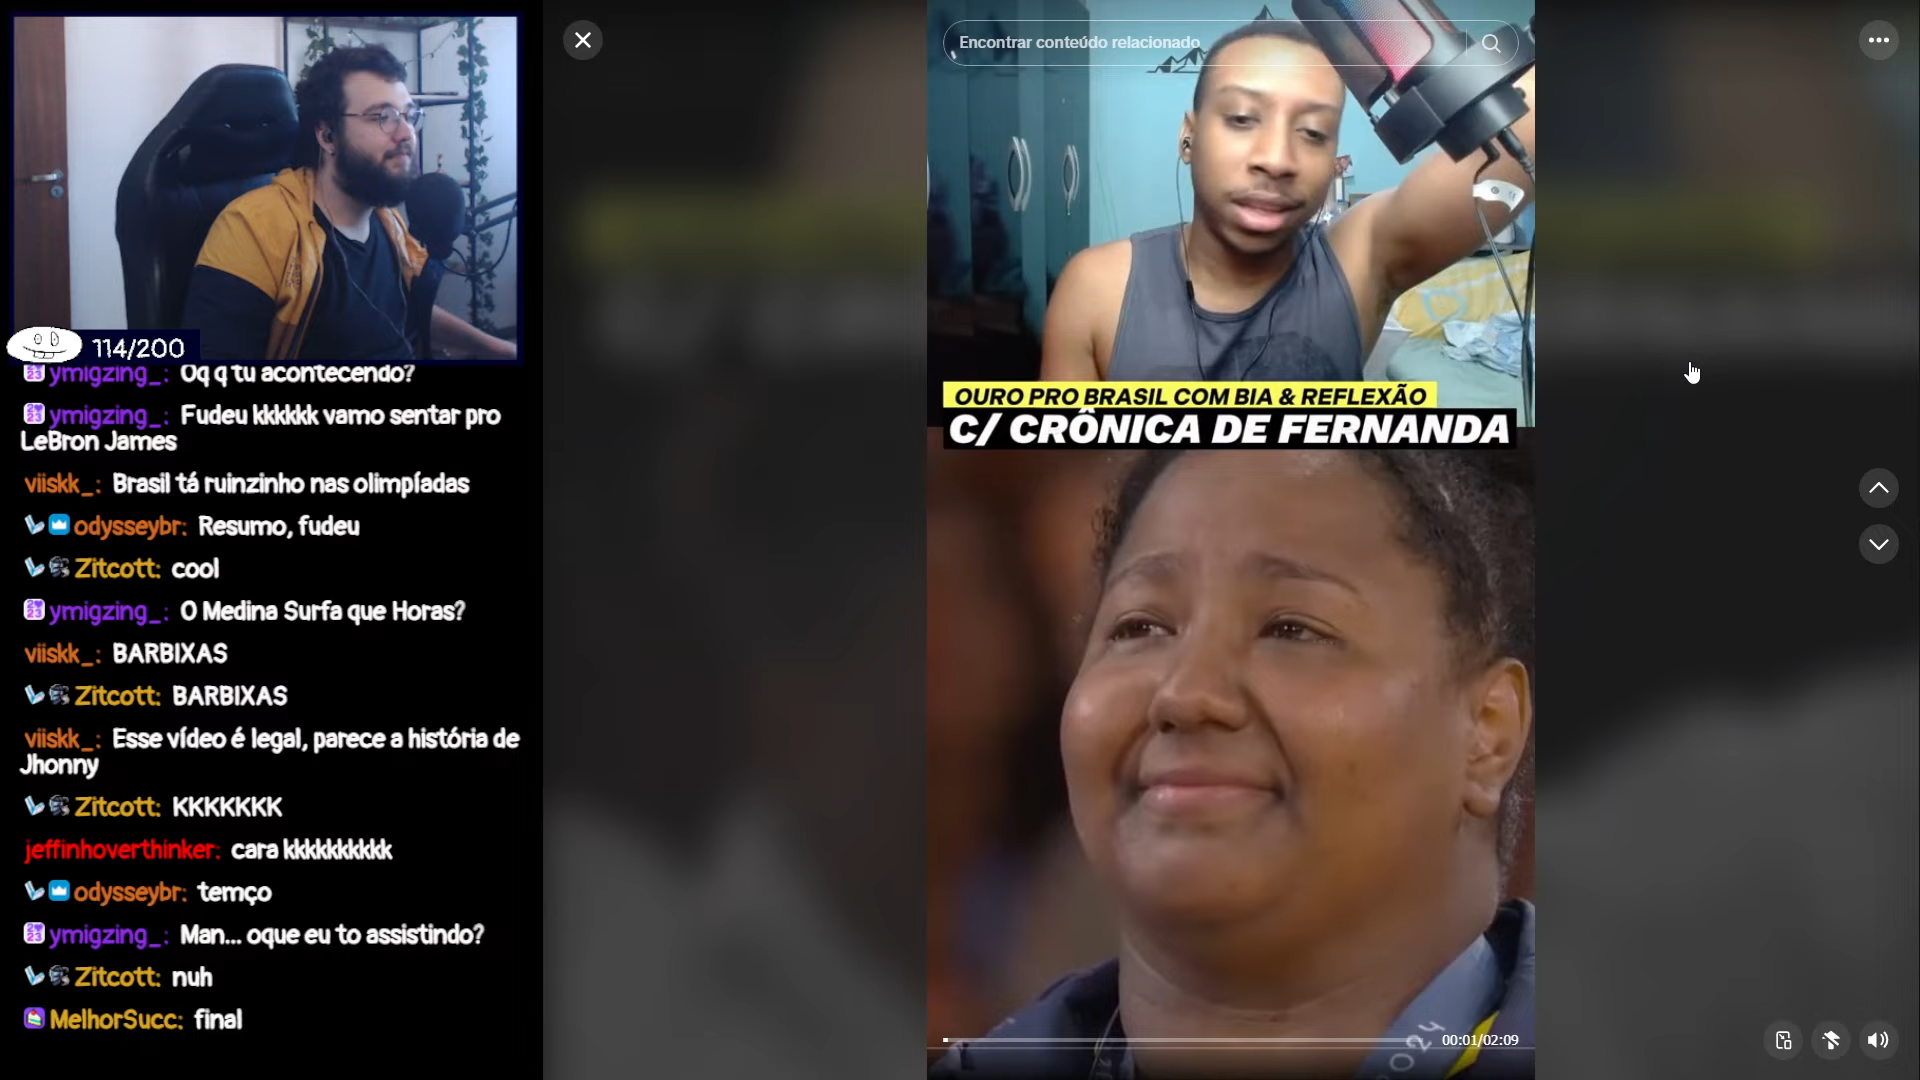 114/200
ymigzing_: Oq q tu acontecendo?
ymigzing_: Fudeu kkkkkk vamo sentar pro
LeBron James
viiskk_: Brasil tá ruinzinho nas olimpíadas
odysseybr: Resumo, fudeu
Zitcott: cool
ymigzing_: O Medina Surfa que Horas?
viiskk_: BARBIXAS
Zitcott: BARBIXAS
viiskk_: Esse vídeo é legal, parece a história de
Jhonny
Zitcott: KKKKKKK
jeffinhoverthinker: cara kkkkkkkkkk
odysseybr: temço
ymigzing_: Man... oque eu to assistindo?
Zitcott: nuh
MelhorSucc: final
Encontrar conteúdo relacionado
OURO PRO BRASIL COM BIA & REFLEXÃO
C/ CRÔNICA DE FERNANDA
2024
00:01/02:09